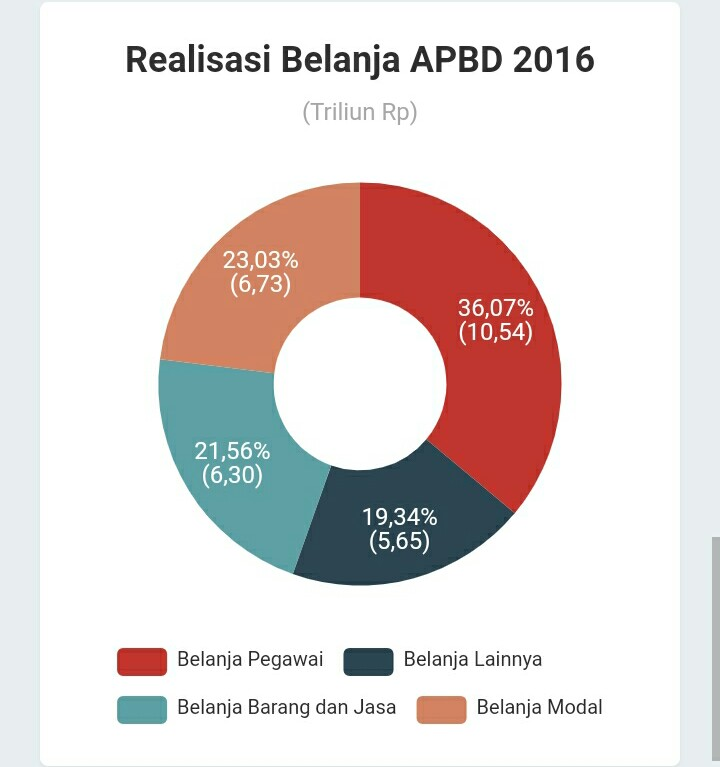 Realisasi Belanja APBD 2016
(Triliun Rp)
23,03%
(6,73)
36,07%
(10,54)
21,56%
(6,30)
19,34%
(5,65)
Belanja Pegawai
Belanja Lainnya
Belanja Barang dan Jasa
Belanja Modal